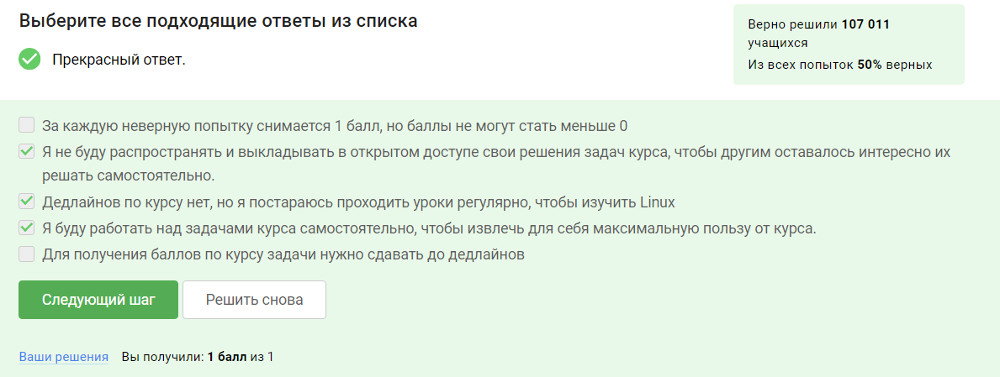 Выберите все подходящие ответы из списка
Прекрасный ответ.
Верно решили 107 011
учащихся
Из всех попыток 50% верных
За каждую неверную попытку снимается 1 балл, но баллы не могут стать меньше 0
Я не буду распространять и выкладывать в открытом доступе свои решения задач курса, чтобы другим оставалось интересно их
решать самостоятельно.
Дедлайнов по курсу нет, но я постараюсь проходить уроки регулярно, чтобы изучить Linux
Я буду работать над задачами курса самостоятельно, чтобы извлечь для себя максимальную пользу от курса.
Для получения баллов по курсу задачи нужно сдавать до дедлайнов
Следующий шаг
Решить снова
Ваши решения Вы получили: 1 балл из 1